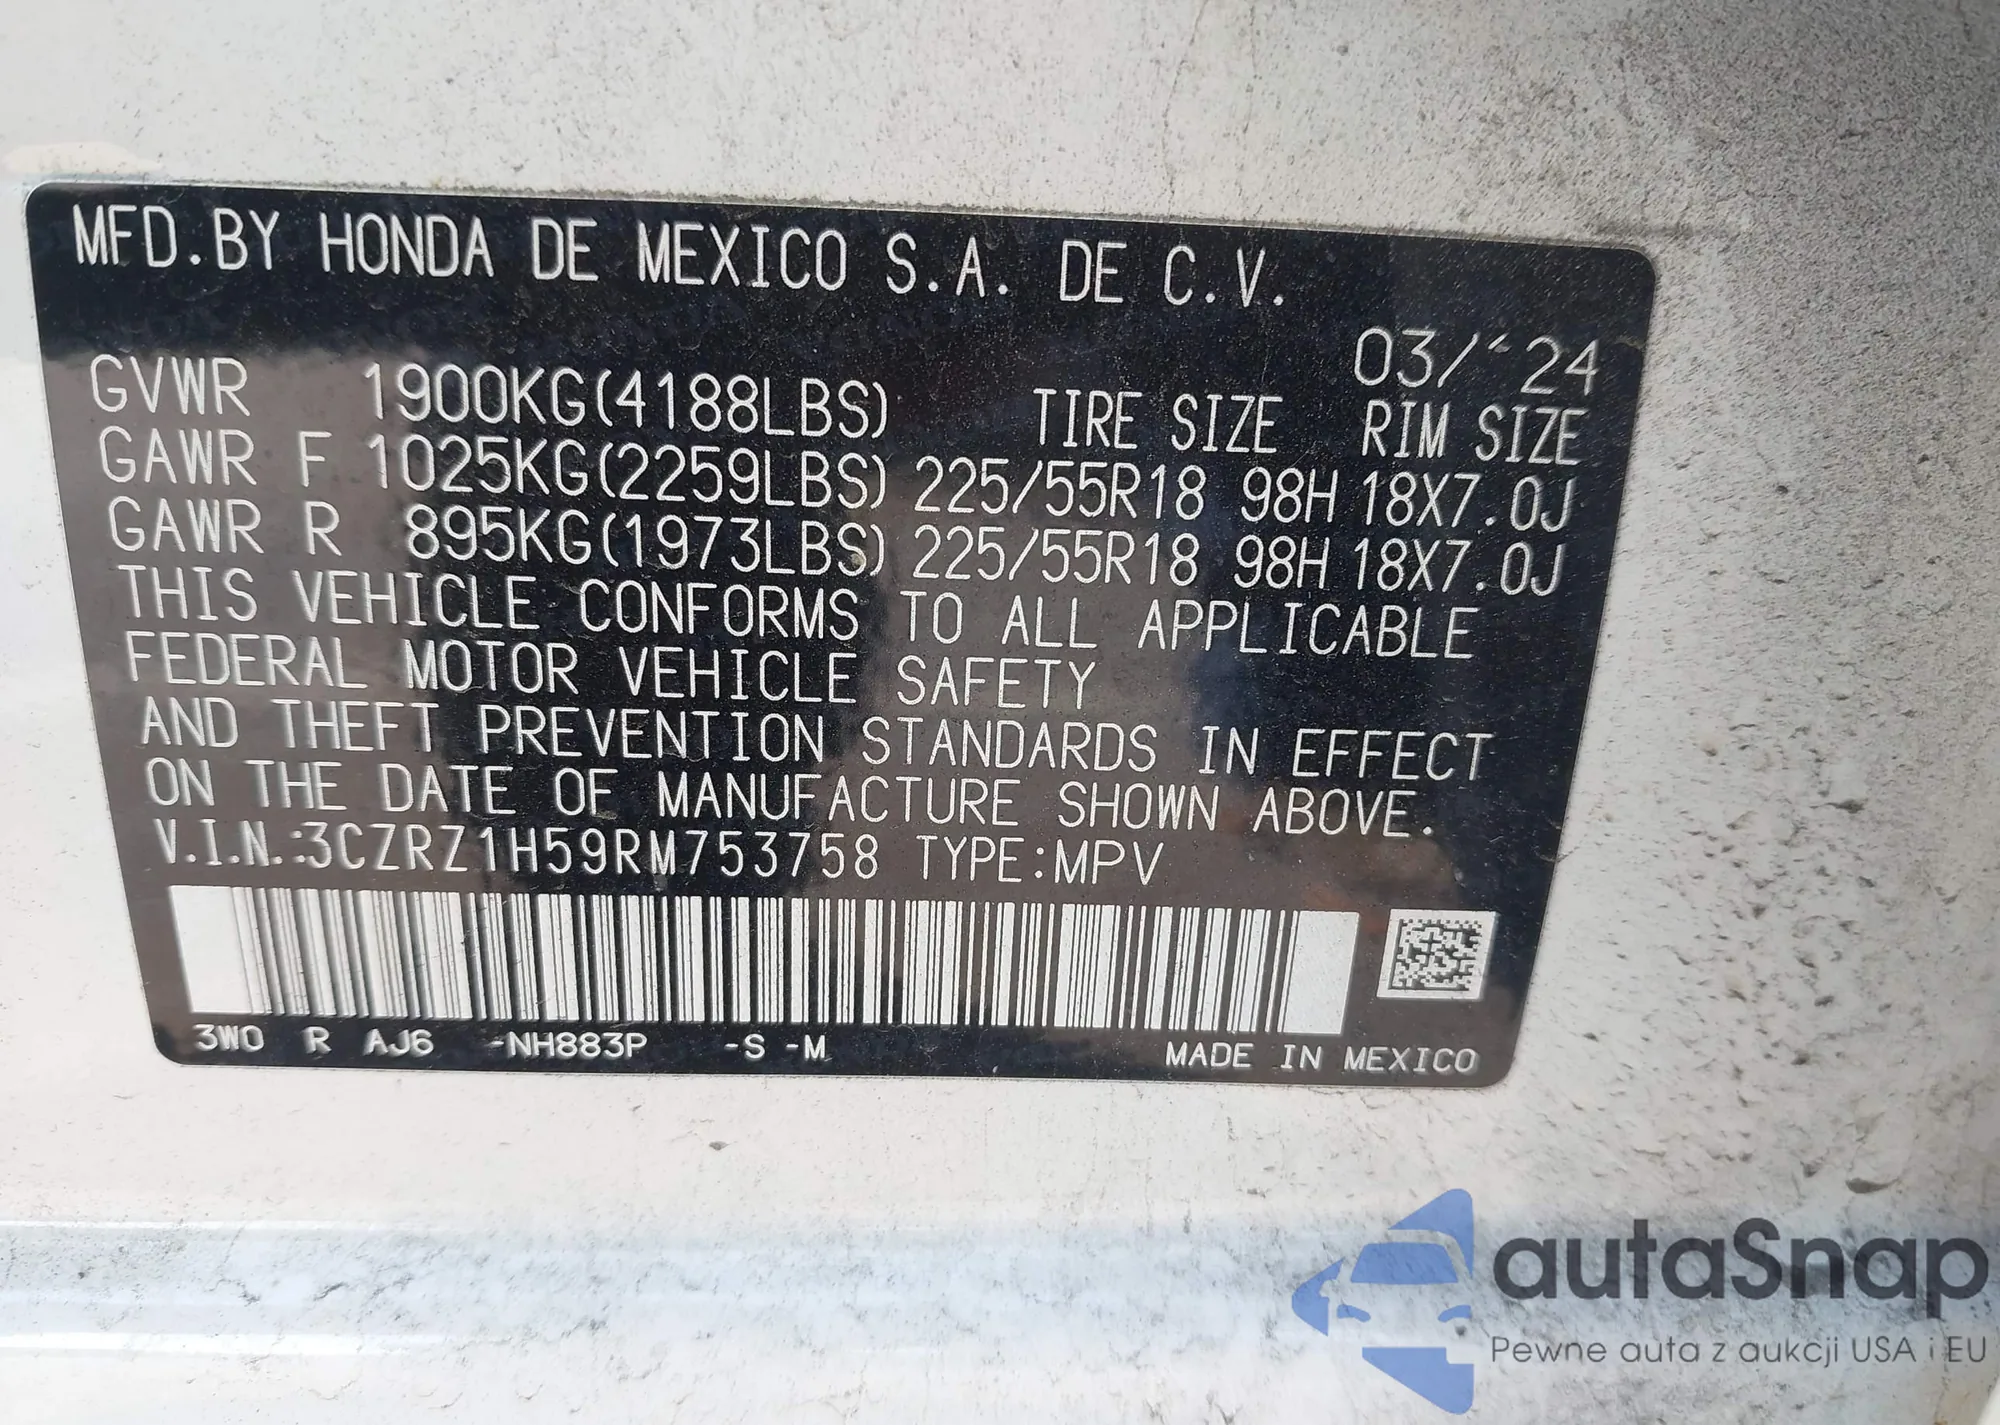 MFD.BY HONDA DE MEXICO S.A. DE C.V.
03/'24
GVWR 1900KG(4188LBS) TIRE SIZE RIM SIZE
GAWR F 1025KG(2259LBS) 225/55R18 98H 18X7.0J
GAWR R 895KG(1973LBS) 225/55R18 98H 18X7.0J
THIS VEHICLE CONFORMS TO ALL APPLICABLE
FEDERAL MOTOR VEHICLE SAFETY
AND THEFT PREVENTION STANDARDS IN EFFECT
ON THE DATE OF MANUFACTURE SHOWN ABOVE.
V.I.N.:3CZRZ1H59RM753758 TYPE:MPV
3W0 R AJ6 -NH883P -S -M MADE IN MEXICO
autaSnap
Pewne auta z aukcji USA i EU